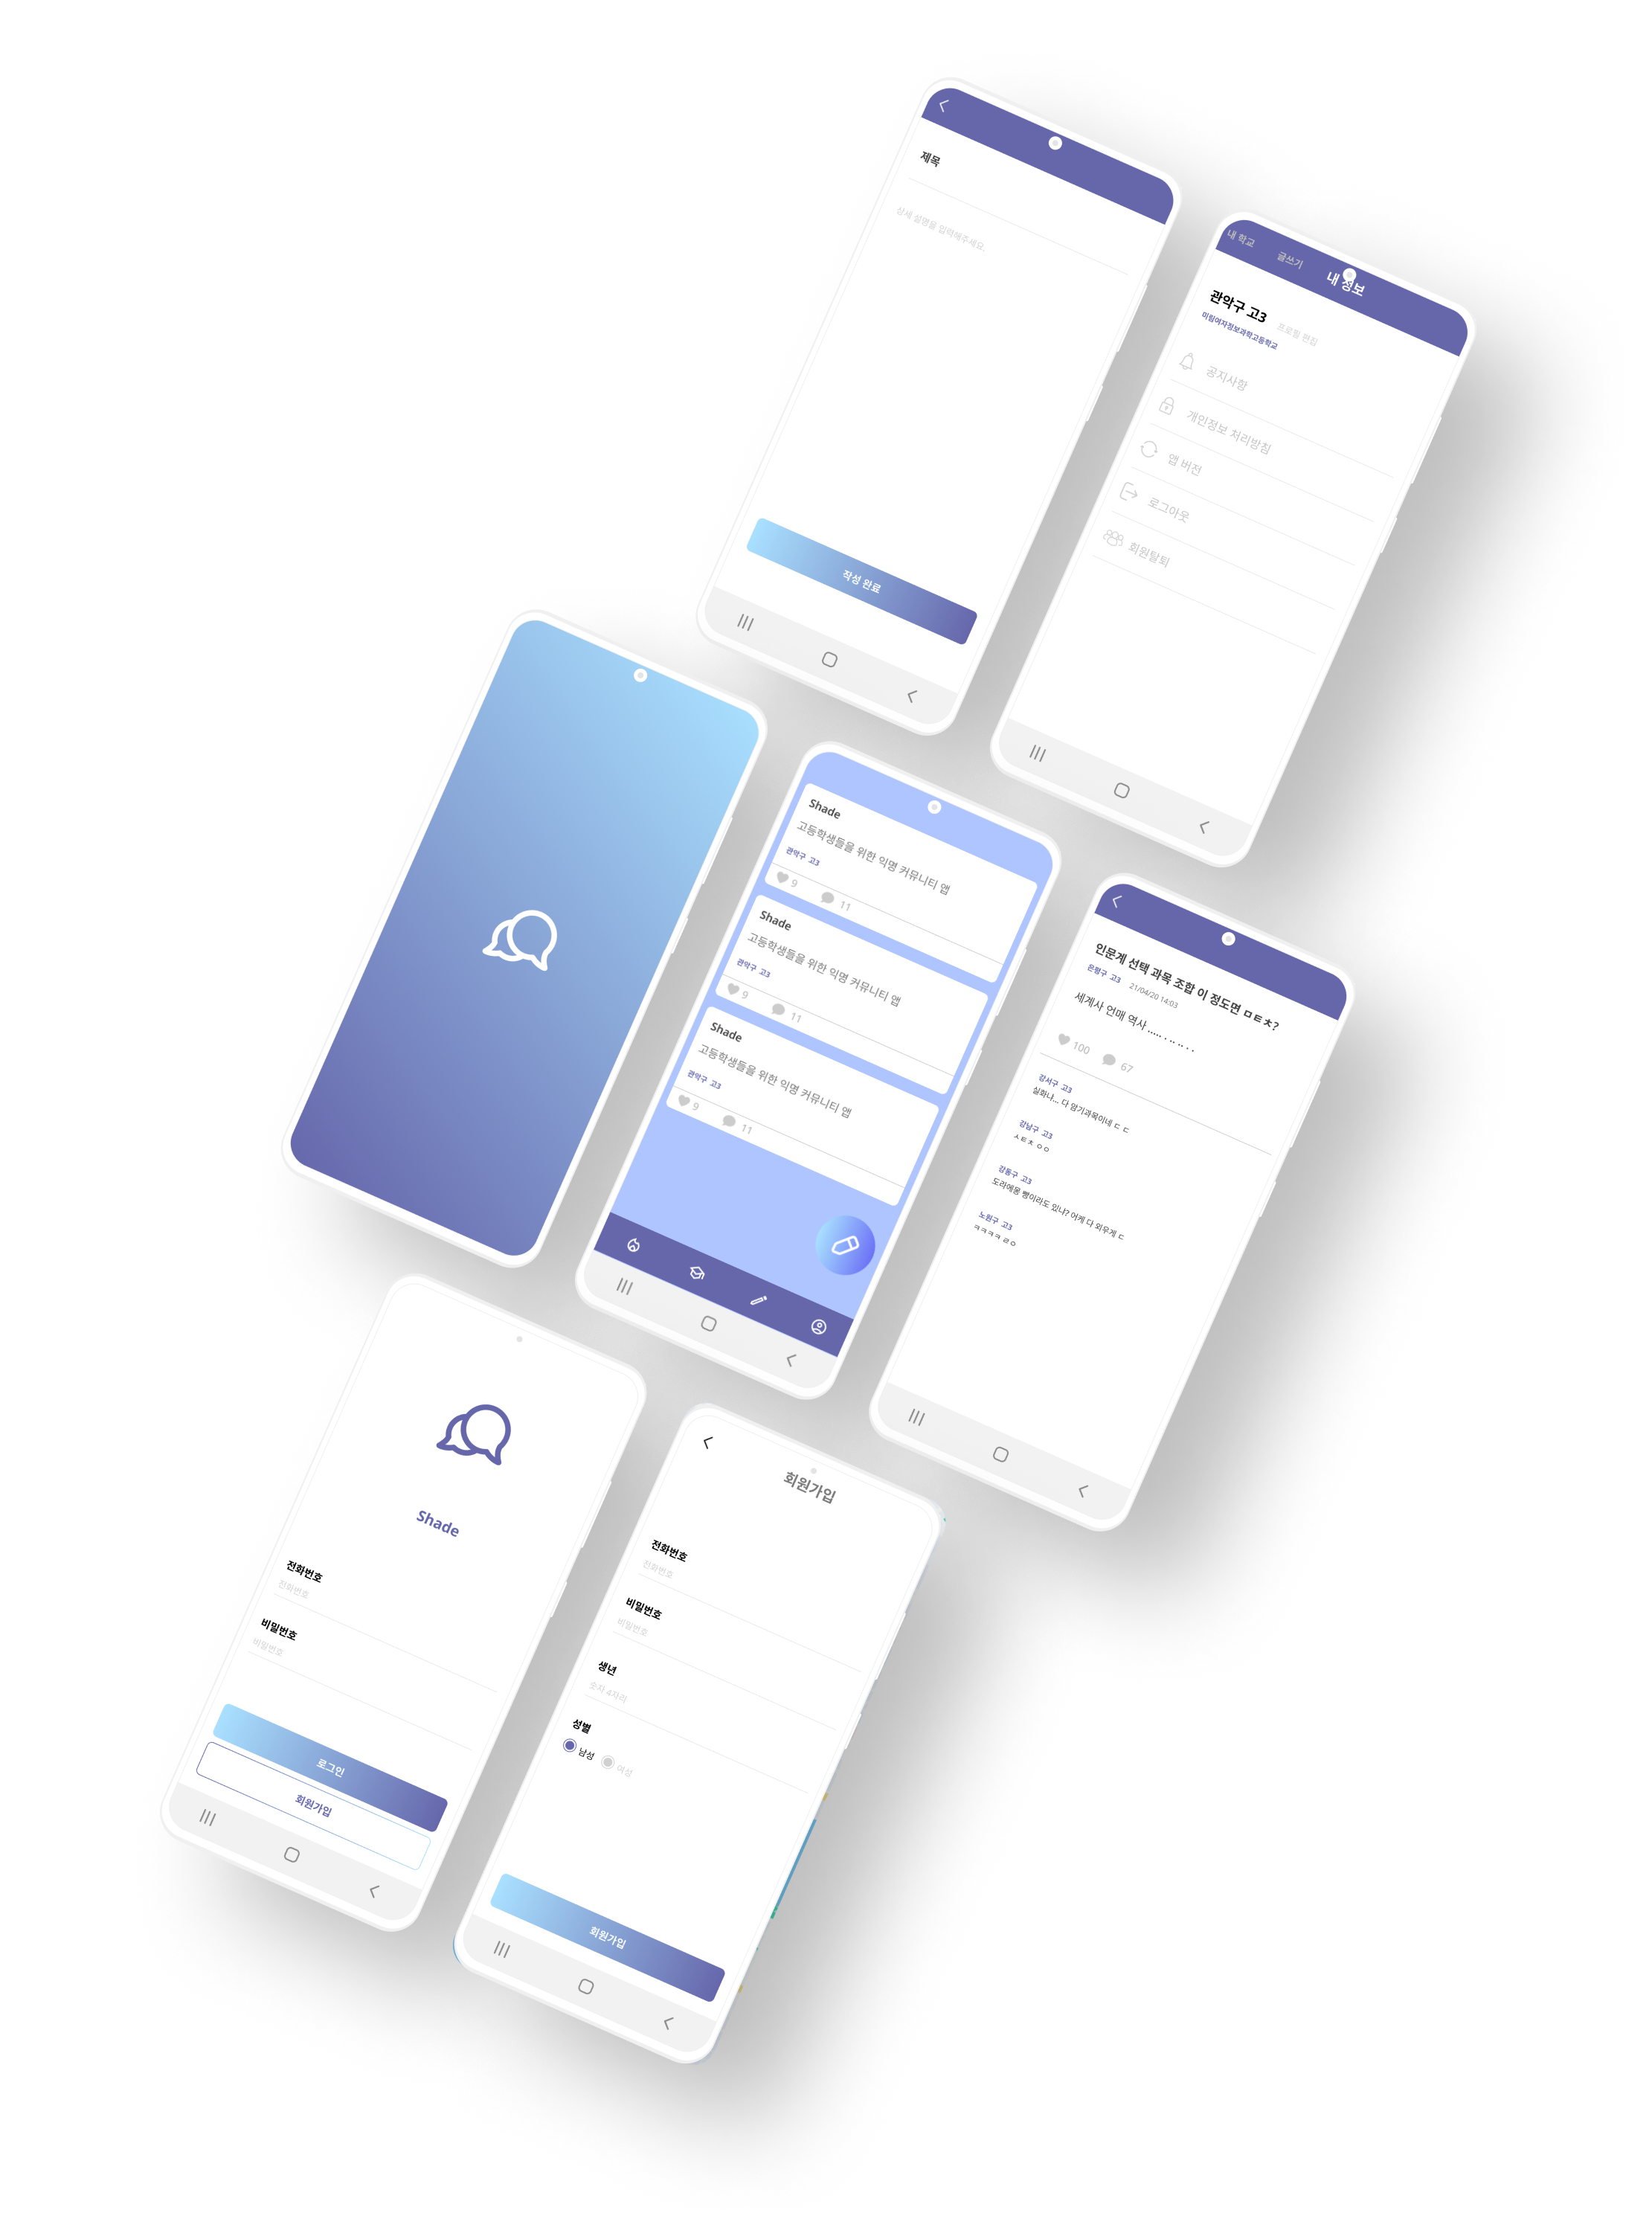 제목
상세 설명을 입력해주세요.
작성 완료
내 학교 글쓰기 내 정보
관악구 고3 프로필 편집
미림여자정보과학고등학교
공지사항
개인정보 처리방침
앱 버전
로그아웃
회원탈퇴
Shade
고등학생들을 위한 익명 커뮤니티 앱
관악구 고3
9 11
Shade
고등학생들을 위한 익명 커뮤니티 앱
관악구 고3
9 11
Shade
고등학생들을 위한 익명 커뮤니티 앱
관악구 고3
9 11
인문계 선택 과목 조합 이 정도면 ㅁㅌㅊ?
은평구 고3 21/04/20 14:03
세계사 언매 역사 ..... . .. .. . .
100 67
강서구 고3
실화냐... 다 암기과목이네 ㄷ ㄷ
강남구 고3
ㅅㅌㅊ ㅇㅇ
강동구 고3
도라에몽 빵이라도 있냐? 어케 다 외우게 ㄷ
노원구 고3
ㅋㅋㅋㅋ ㄹㅇ
Shade
전화번호
전화번호
비밀번호
비밀번호
로그인
회원가입
회원가입
전화번호
전화번호
비밀번호
비밀번호
생년
숫자 4자리
성별
남성 여성
회원가입